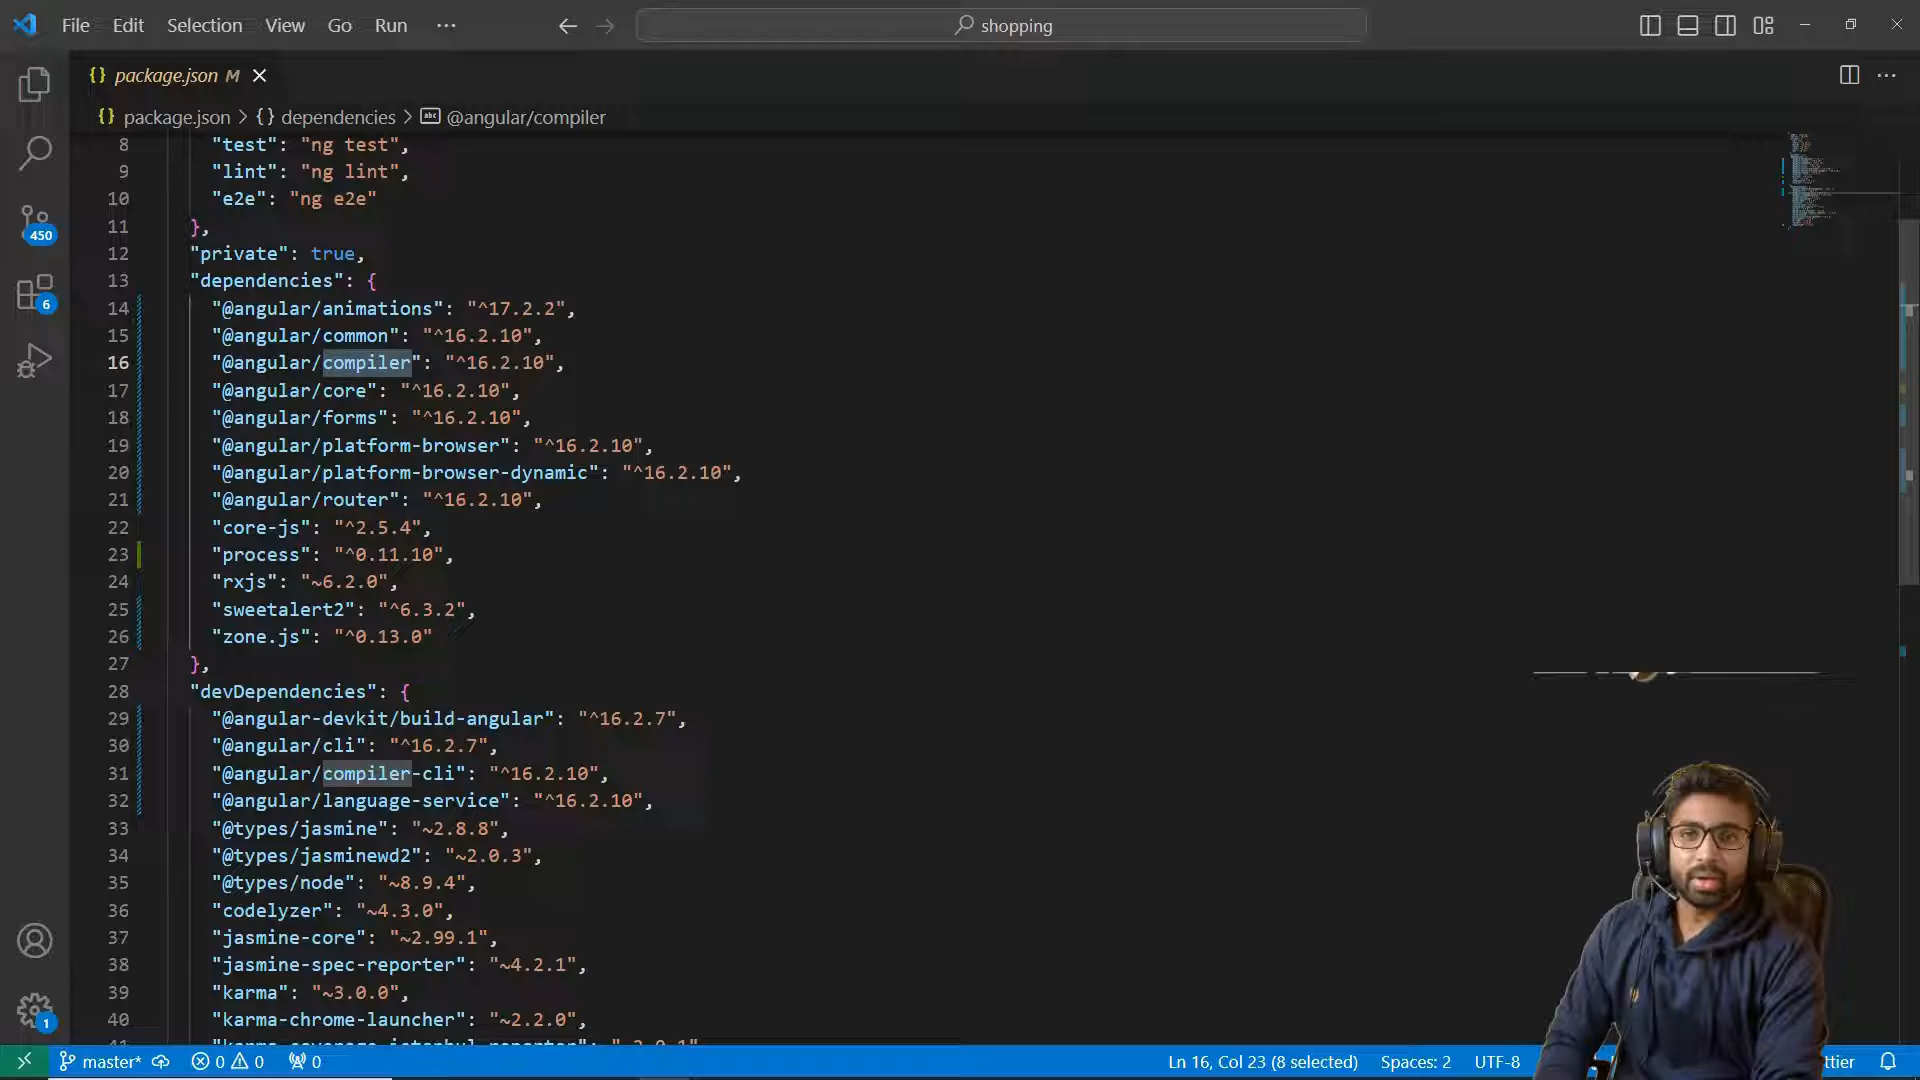 File Edit Selection View Go Run ... shopping
package.json M
package.json > {} dependencies > @angular/compiler
8 "test": "ng test",
9 "lint": "ng lint",
10 "e2e": "ng e2e"
11 },
12 "private": true,
13 "dependencies": {
14 "@angular/animations": "^17.2.2",
15 "@angular/common": "^16.2.10",
16 "@angular/compiler": "^16.2.10",
17 "@angular/core": "^16.2.10",
18 "@angular/forms": "^16.2.10",
19 "@angular/platform-browser": "^16.2.10",
20 "@angular/platform-browser-dynamic": "^16.2.10",
21 "@angular/router": "^16.2.10",
22 "core-js": "^2.5.4",
23 "process": "^0.11.10",
24 "rxjs": "~6.2.0",
25 "sweetalert2": "^6.3.2",
26 "zone.js": "^0.13.0"
27 },
28 "devDependencies": {
29 "@angular-devkit/build-angular": "^16.2.7",
30 "@angular/cli": "^16.2.7",
31 "@angular/compiler-cli": "^16.2.10",
32 "@angular/language-service": "^16.2.10",
33 "@types/jasmine": "~2.8.8",
34 "@types/jasminewd2": "~2.0.3",
35 "@types/node": "~8.9.4",
36 "codelyzer": "~4.3.0",
37 "jasmine-core": "~2.99.1",
38 "jasmine-spec-reporter": "~4.2.1",
39 "karma": "~3.0.0",
40 "karma-chrome-launcher": "~2.2.0",
450
6
1
master* 0 0 0 Ln 16, Col 23 (8 selected) Spaces: 2 UTF-8 ttier